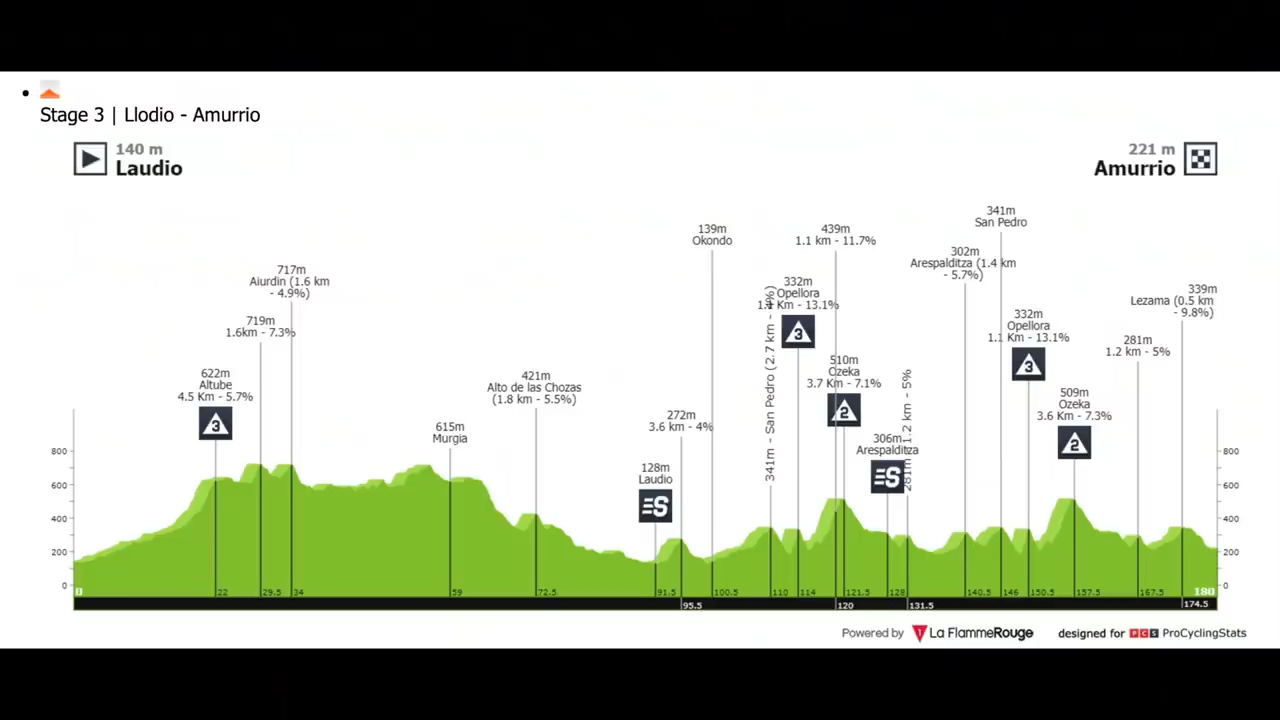 Stage 3 | Llodio - Amurrio
140 m
Laudio
221 m
Amurrio
341m
San Pedro
139m
Okondo
439m
1.1 km - 11.7%
302m
Arespalditza (1.4 km
- 5.7%)
717m
Aiurdin (1.6 km
- 4.9%)
332m
Opellora
1.1 Km - 13.1%
3
339m
Lezama (0.5 km
- 9.8%)
719m
1.6km - 7.3%
332m
Opellora
1.1 Km - 13.1%
3
281m
1.2 km - 5%
622m
Altube
4.5 Km - 5.7%
3
421m
Alto de las Chozas
(1.8 km - 5.5%)
341m - San Pedro (2.7 km - 4%)
510m
Ozeka
3.7 Km - 7.1%
2
281m - 1.2 km - 5%
509m
Ozeka
3.6 Km - 7.3%
2
615m
Murgia
272m
3.6 km - 4%
306m
Arespalditza
S
128m
Laudio
S
800
600
400
200
0
800
600
400
200
0
0
22
29.5
34
59
72.5
91.5
100.5
110
114
121.5
128
140.5
146
150.5
157.5
167.5
180
95.5
120
131.5
174.5
Powered by
La FlammeRouge
designed for
PCS
ProCyclingStats